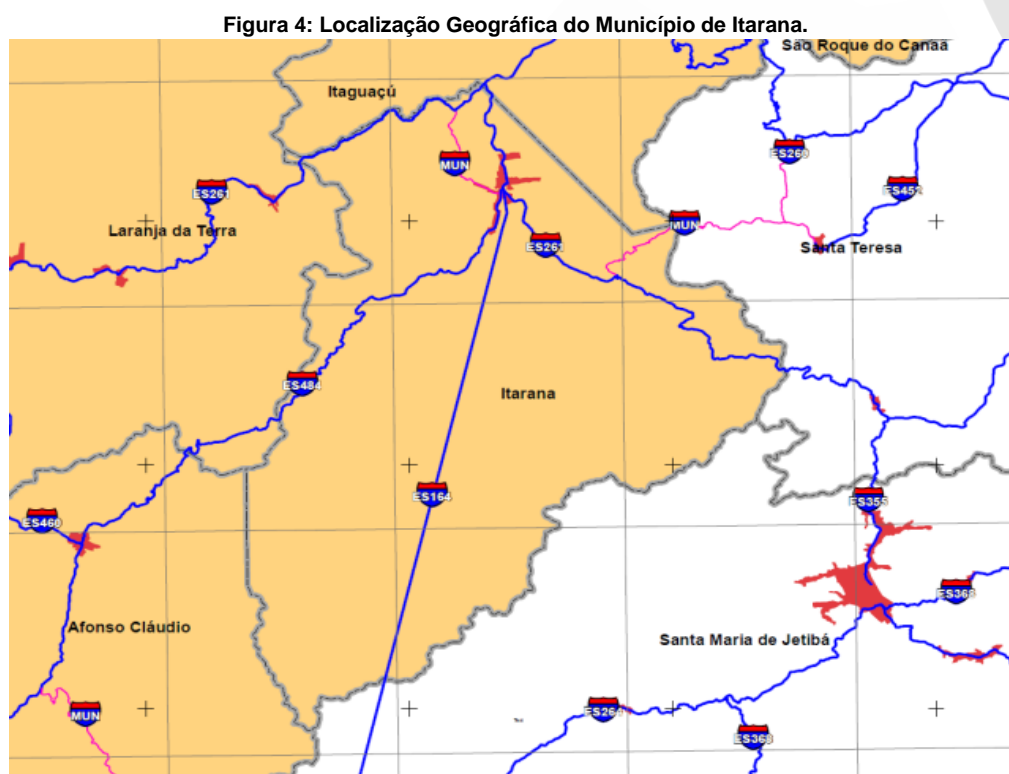 Figura 4: Localização Geográfica do Município de Itarana.
São Roque do Canaã
Itaguaçú
ES261
MUN
ES260
ES452
Laranja da Terra
MUN
Santa Teresa
ES261
ES484
Itarana
ES164
ES355
ES460
ES368
Afonso Cláudio
Santa Maria de Jetibá
MUN
ES264
ES368